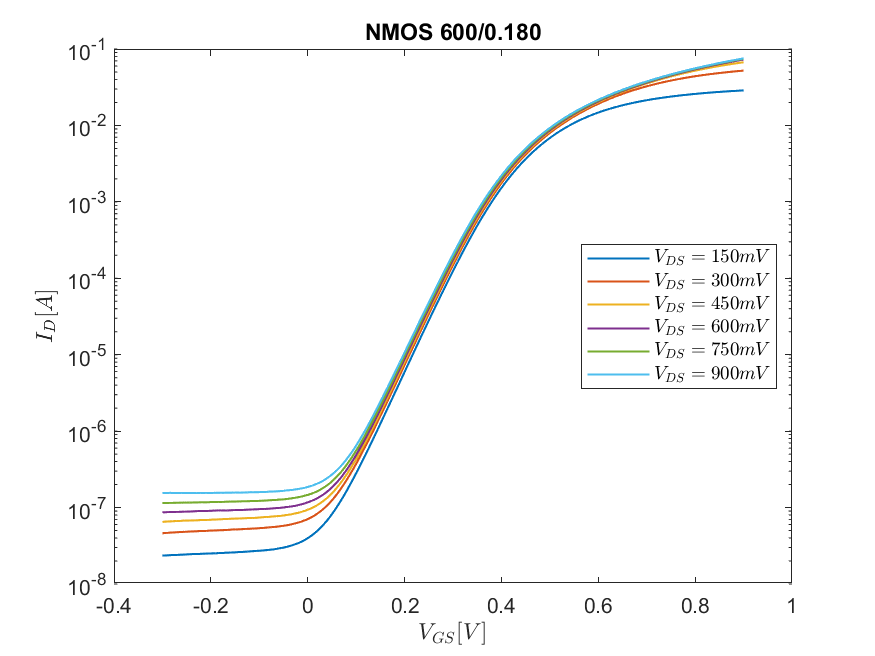 NMOS 600/0.180
10^-1
10^-2
10^-3
10^-4
10^-5
10^-6
10^-7
10^-8
I_D[A]
V_DS = 150mV
V_DS = 300mV
V_DS = 450mV
V_DS = 600mV
V_DS = 750mV
V_DS = 900mV
-0.4 -0.2 0 0.2 0.4 0.6 0.8 1
V_GS[V]